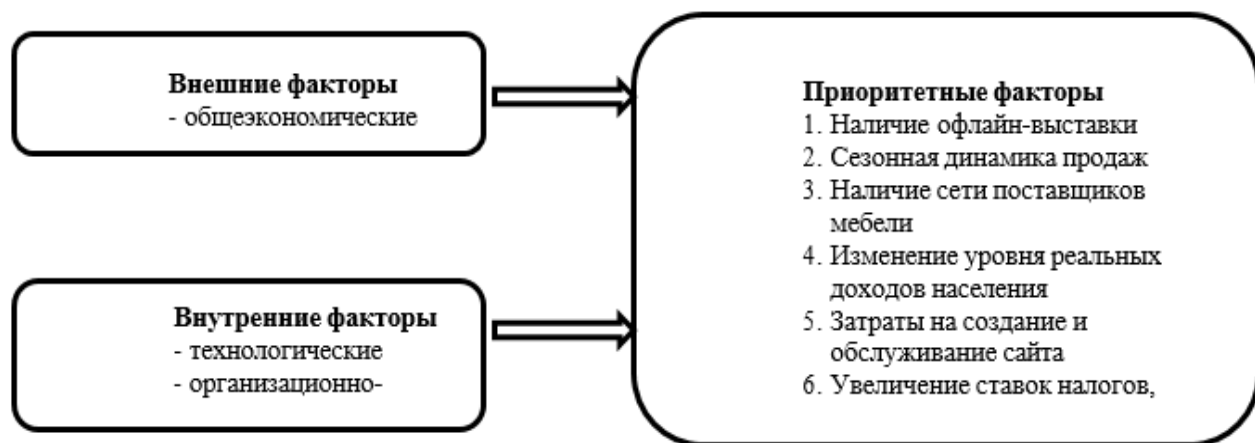 Внешние факторы
- общеэкономические
Внутренние факторы
- технологические
- организационно-
Приоритетные факторы
1. Наличие офлайн-выставки
2. Сезонная динамика продаж
3. Наличие сети поставщиков
мебели
4. Изменение уровня реальных
доходов населения
5. Затраты на создание и
обслуживание сайта
6. Увеличение ставок налогов,